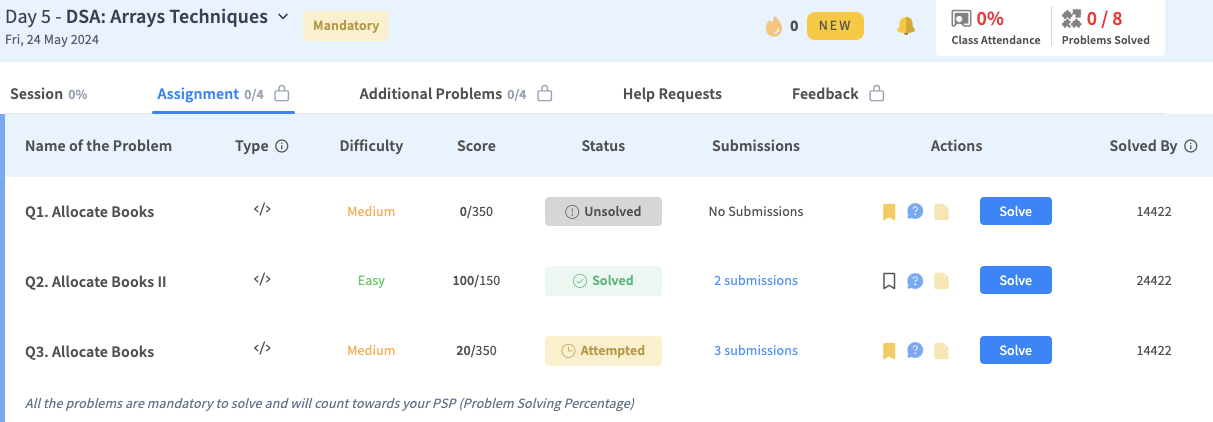 Day 5 - DSA: Arrays Techniques
Mandatory
Fri, 24 May 2024
0 NEW
0%
Class Attendance
0 / 8
Problems Solved
Session 0% Assignment 0/4 Additional Problems 0/4 Help Requests Feedback
Name of the Problem Type Difficulty Score Status Submissions Actions Solved By
Q1. Allocate Books </> Medium 0/350 Unsolved No Submissions Solve 14422
Q2. Allocate Books II </> Easy 100/150 Solved 2 submissions Solve 24422
Q3. Allocate Books </> Medium 20/350 Attempted 3 submissions Solve 14422
All the problems are mandatory to solve and will count towards your PSP (Problem Solving Percentage)